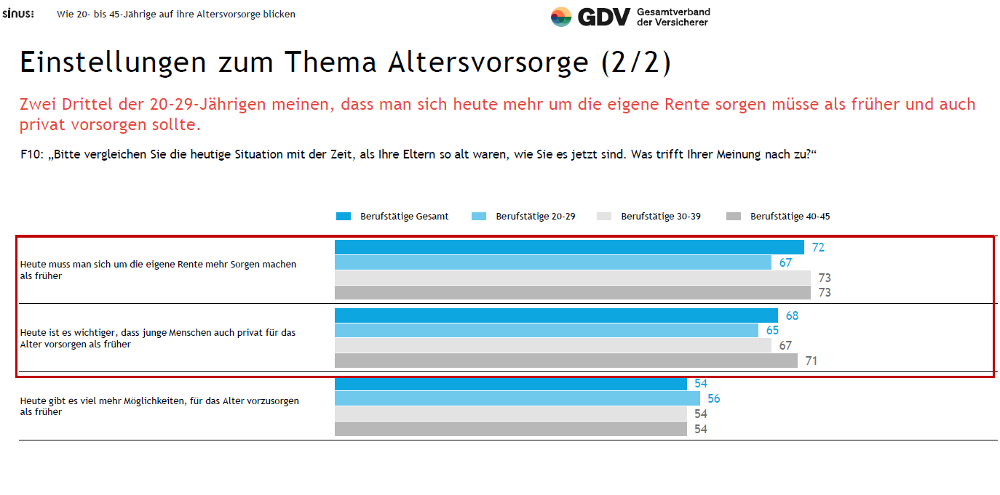 sinus:
Wie 20- bis 45-Jährige auf ihre Altersvorsorge blicken
GDV Gesamtverband
der Versicherer
Einstellungen zum Thema Altersvorsorge (2/2)
Zwei Drittel der 20-29-Jährigen meinen, dass man sich heute mehr um die eigene Rente sorgen müsse als früher und auch
privat vorsorgen sollte.
F10: „Bitte vergleichen Sie die heutige Situation mit der Zeit, als Ihre Eltern so alt waren, wie Sie es jetzt sind. Was trifft Ihrer Meinung nach zu?“
Berufstätige Gesamt Berufstätige 20-29 Berufstätige 30-39 Berufstätige 40-45
Heute muss man sich um die eigene Rente mehr Sorgen machen
als früher
72
67
73
73
Heute ist es wichtiger, dass junge Menschen auch privat für das
Alter vorsorgen als früher
68
65
67
71
Heute gibt es viel mehr Möglichkeiten, für das Alter vorzusorgen
als früher
54
56
54
54